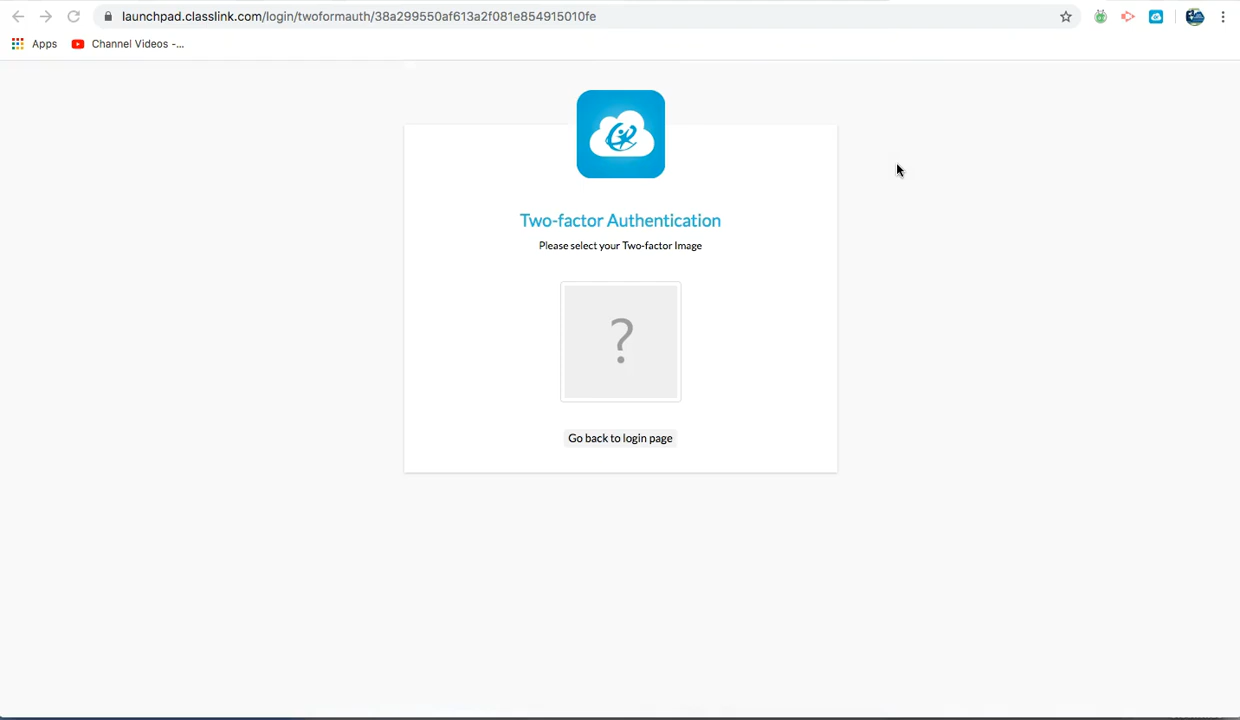 launchpad.classlink.com/login/twoformauth/38a299550af613a2f081e854915010fe
Apps
Channel Videos -...
Two-factor Authentication
Please select your Two-factor Image
?
Go back to login page